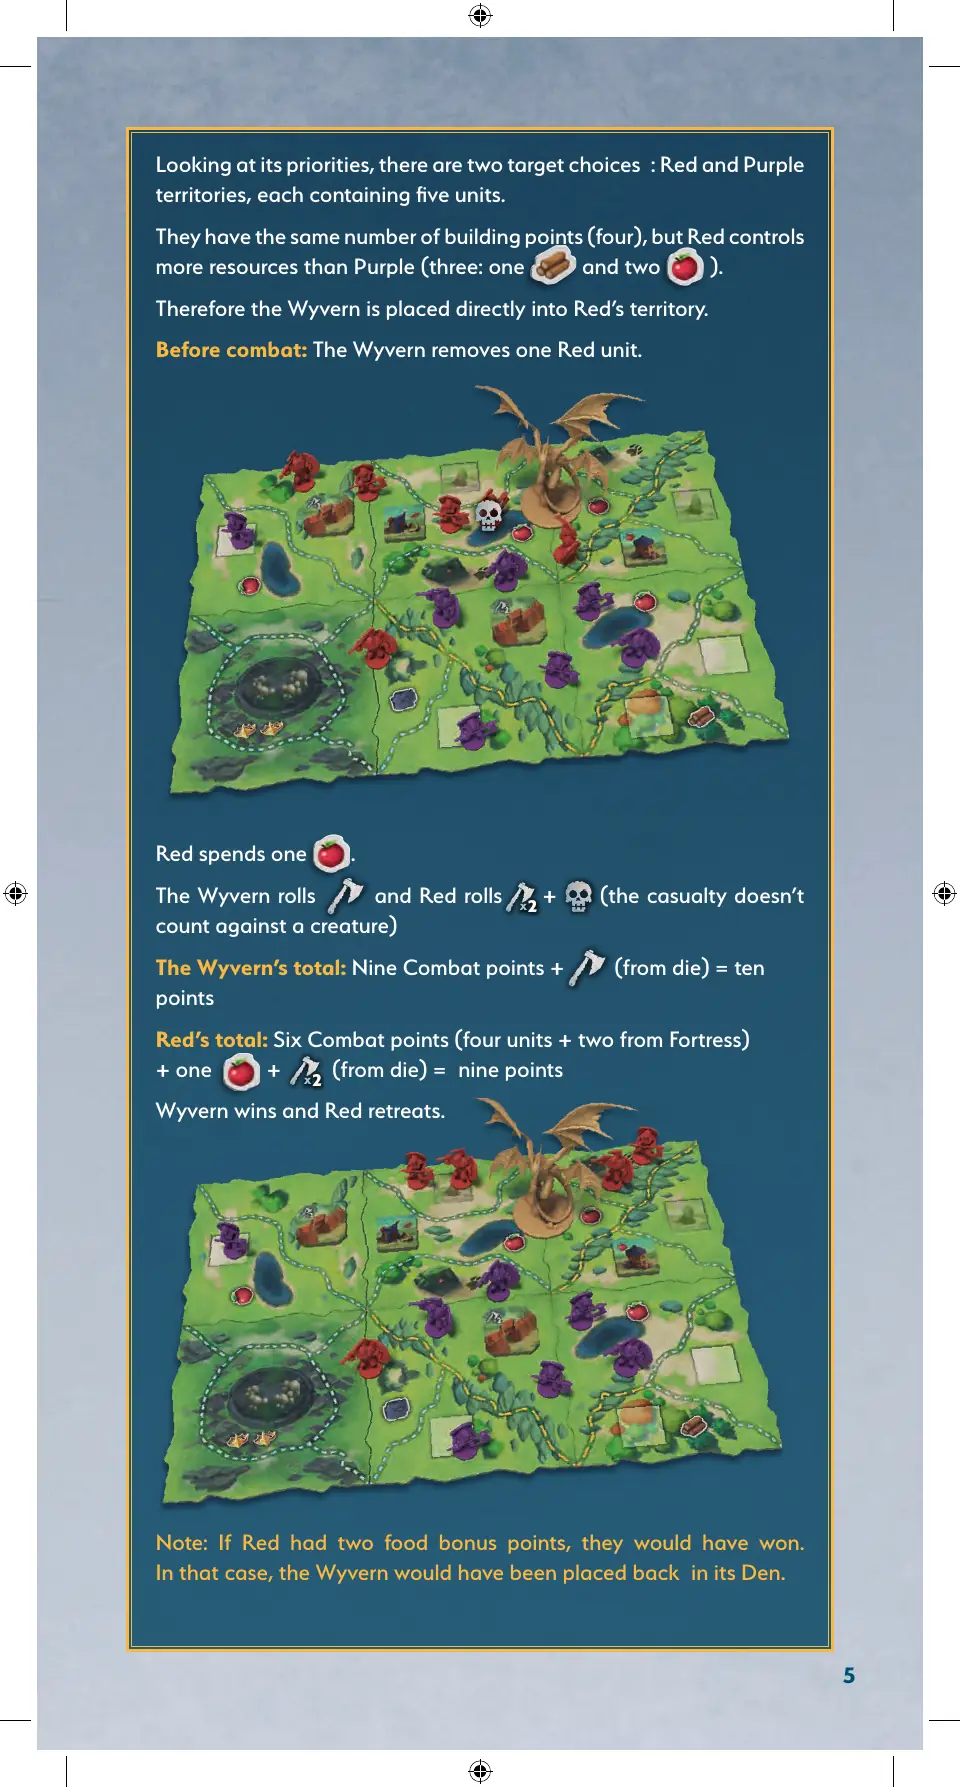 Looking at its priorities, there are two target choices : Red and Purple
territories, each containing five units.
They have the same number of building points (four), but Red controls
more resources than Purple (three: one and two ).
Therefore the Wyvern is placed directly into Red's territory.
Before combat: The Wyvern removes one Red unit.
Red spends one .
The Wyvern rolls and Red rolls x2 + (the casualty doesn't
count against a creature)
The Wyvern's total: Nine Combat points + (from die) = ten
points
Red's total: Six Combat points (four units + two from Fortress)
+ one + x2 (from die) = nine points
Wyvern wins and Red retreats.
Note: If Red had two food bonus points, they would have won.
In that case, the Wyvern would have been placed back in its Den.
5